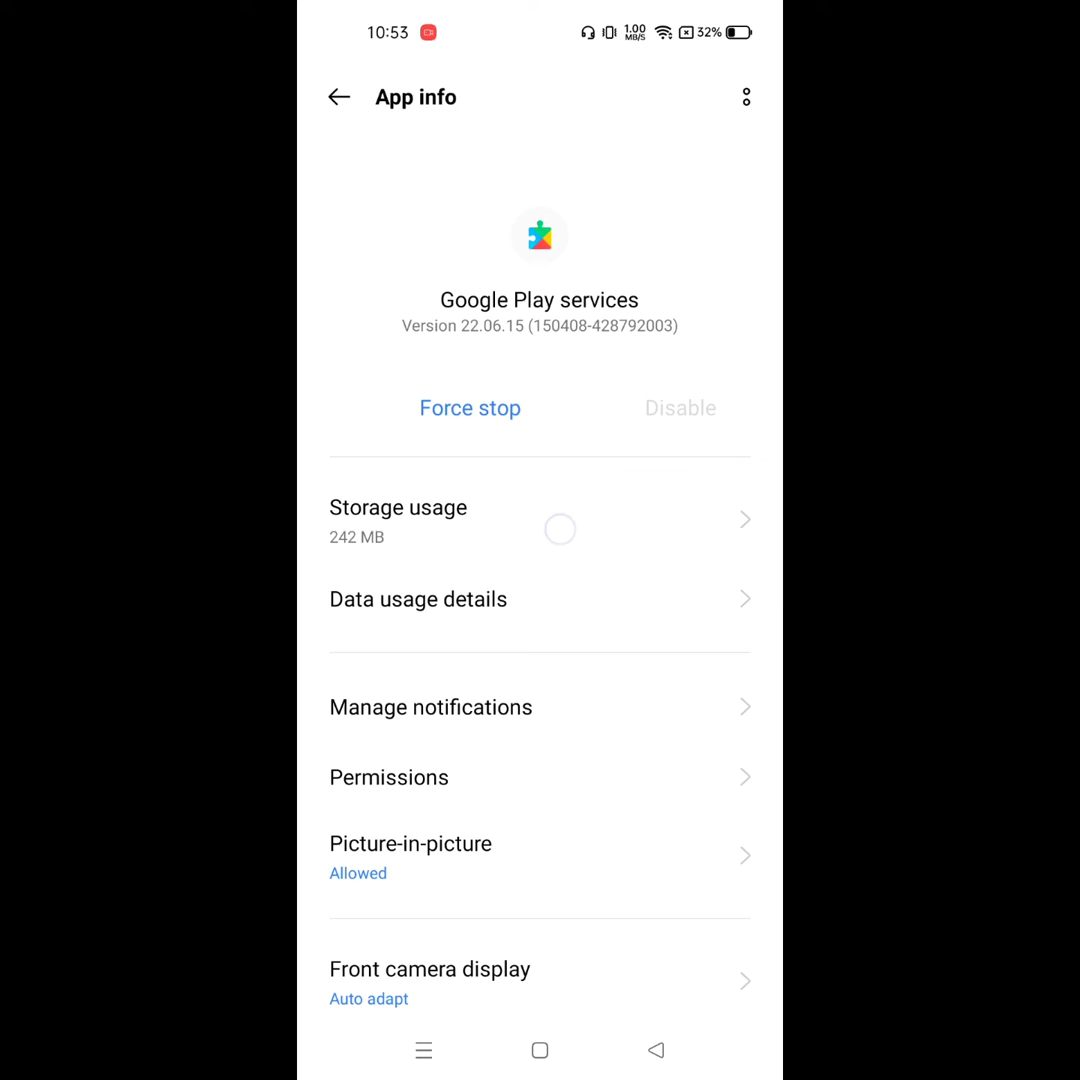 10:53 1.00 MB/S 32%
App info
Google Play services
Version 22.06.15 (150408-428792003)
Force stop Disable
Storage usage
242 MB
Data usage details
Manage notifications
Permissions
Picture-in-picture
Allowed
Front camera display
Auto adapt